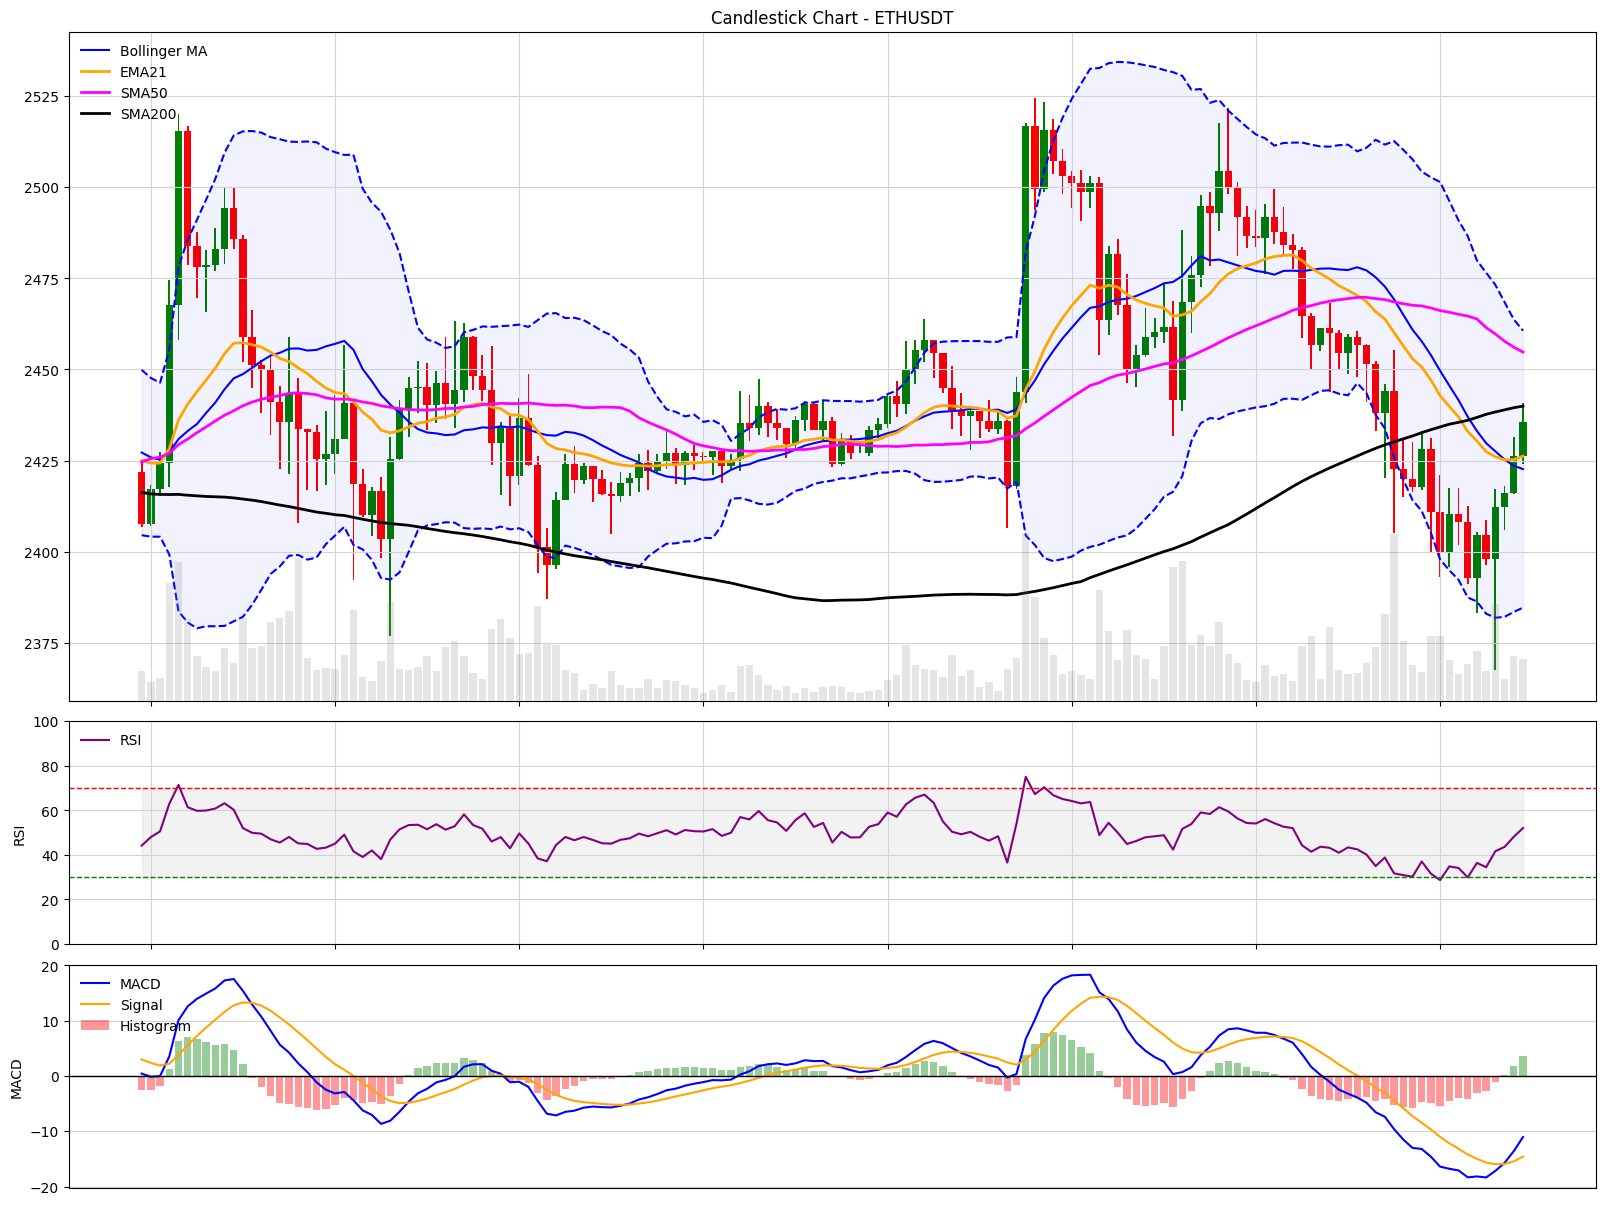 Candlestick Chart - ETHUSDT
Bollinger MA
EMA21
SMA50
SMA200
2525
2500
2475
2450
2425
2400
2375
RSI
100
80
60
40
20
0
RSI
MACD
Signal
Histogram
20
10
0
−10
−20
MACD